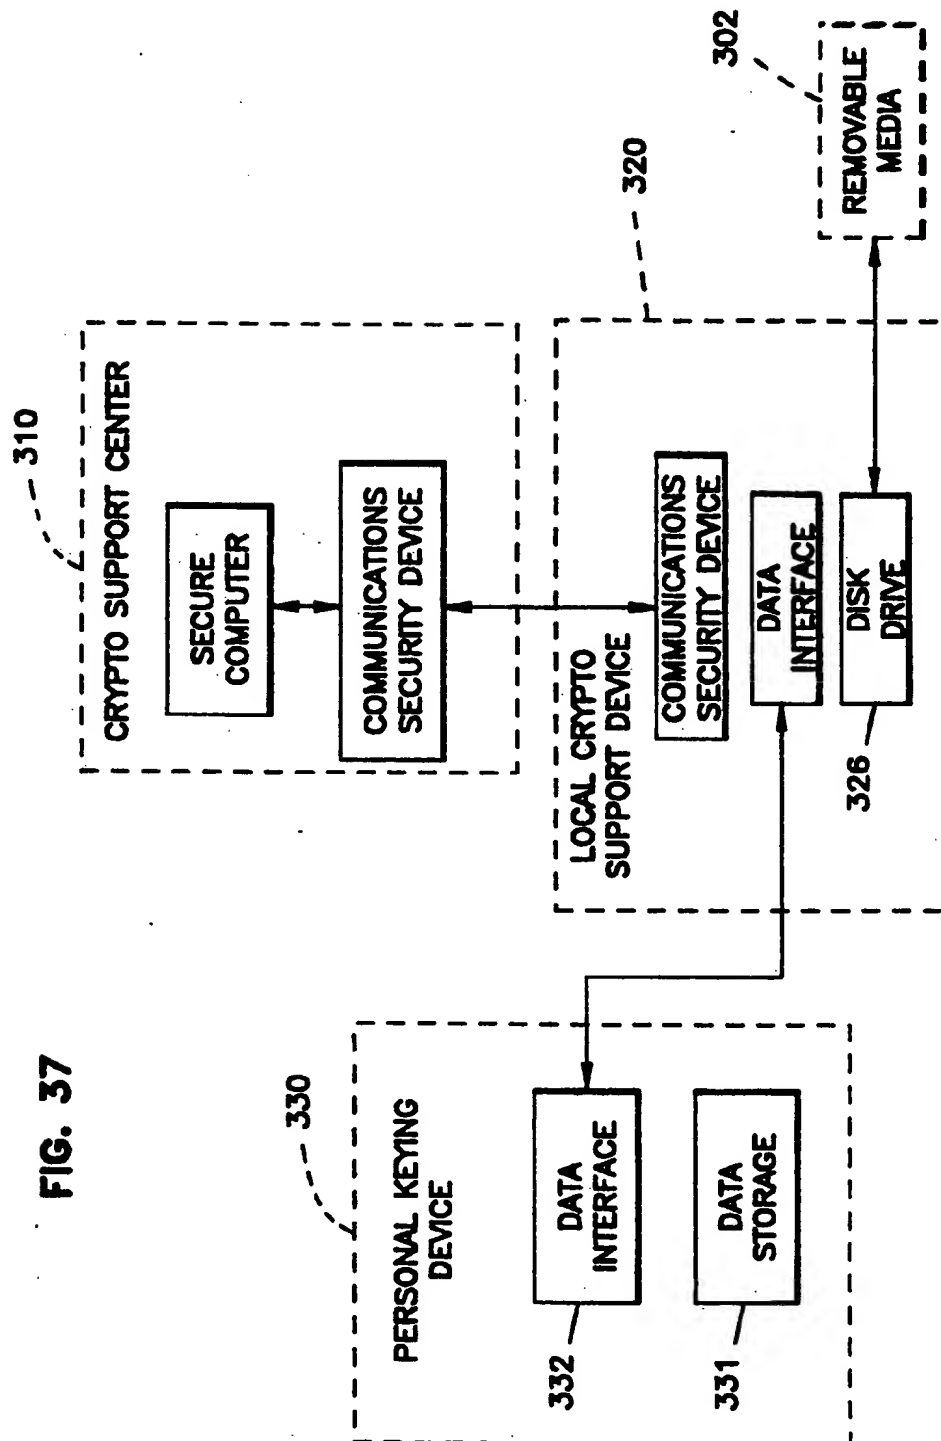 FIG. 37
330
PERSONAL KEYING
DEVICE
DATA
INTERFACE
332
DATA
STORAGE
331
310
CRYPTO SUPPORT CENTER
SECURE
COMPUTER
COMMUNICATIONS
SECURITY DEVICE
320
LOCAL CRYPTO
SUPPORT DEVICE
COMMUNICATIONS
SECURITY DEVICE
DATA
INTERFACE
DISK
DRIVE
326
302
REMOVABLE
MEDIA